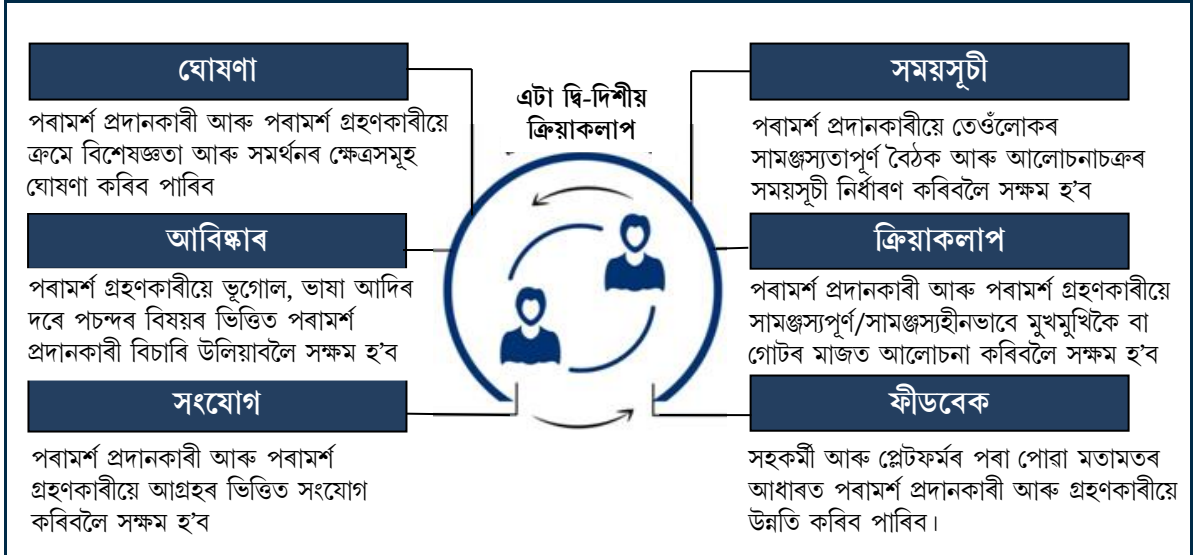 ঘোষণা
পৰামৰ্শ প্ৰদানকাৰী আৰু পৰামৰ্শ গ্ৰহণকাৰীয়ে
ক্ৰমে বিশেষজ্ঞতা আৰু সমৰ্থনৰ ক্ষেত্ৰসমূহ
ঘোষণা কৰিব পাৰিব
আবিষ্কাৰ
পৰামৰ্শ গ্ৰহণকাৰীয়ে ভূগোল, ভাষা আদিৰ
দৰে পচন্দৰ বিষয়ৰ ভিত্তিত পৰামৰ্শ
প্ৰদানকাৰী বিচাৰি উলিয়াবলৈ সক্ষম হ’ব
সংযোগ
পৰামৰ্শ প্ৰদানকাৰী আৰু পৰামৰ্শ
গ্ৰহণকাৰীয়ে আগ্ৰহৰ ভিত্তিত সংযোগ
কৰিবলৈ সক্ষম হ’ব
এটা দ্বি-দিশীয়
ক্ৰিয়াকলাপ
সময়সূচী
পৰামৰ্শ প্ৰদানকাৰীয়ে তেওঁলোকৰ
সামঞ্জস্যতাপূৰ্ণ বৈঠক আৰু আলোচনাচক্ৰৰ
সময়সূচী নিৰ্ধাৰণ কৰিবলৈ সক্ষম হ’ব
ক্ৰিয়াকলাপ
পৰামৰ্শ প্ৰদানকাৰী আৰু পৰামৰ্শ গ্ৰহণকাৰীয়ে
সামঞ্জস্যপূৰ্ণ/সামঞ্জস্যহীনভাবে মুখমুখিকৈ বা
গোটৰ মাজত আলোচনা কৰিবলৈ সক্ষম হ’ব
ফীডবেক
সহকৰ্মী আৰু প্লেটফৰ্মৰ পৰা পোৱা মতামতৰ
আধাৰত পৰামৰ্শ প্ৰদানকাৰী আৰু গ্ৰহণকাৰীয়ে
উন্নতি কৰিব পাৰিব।